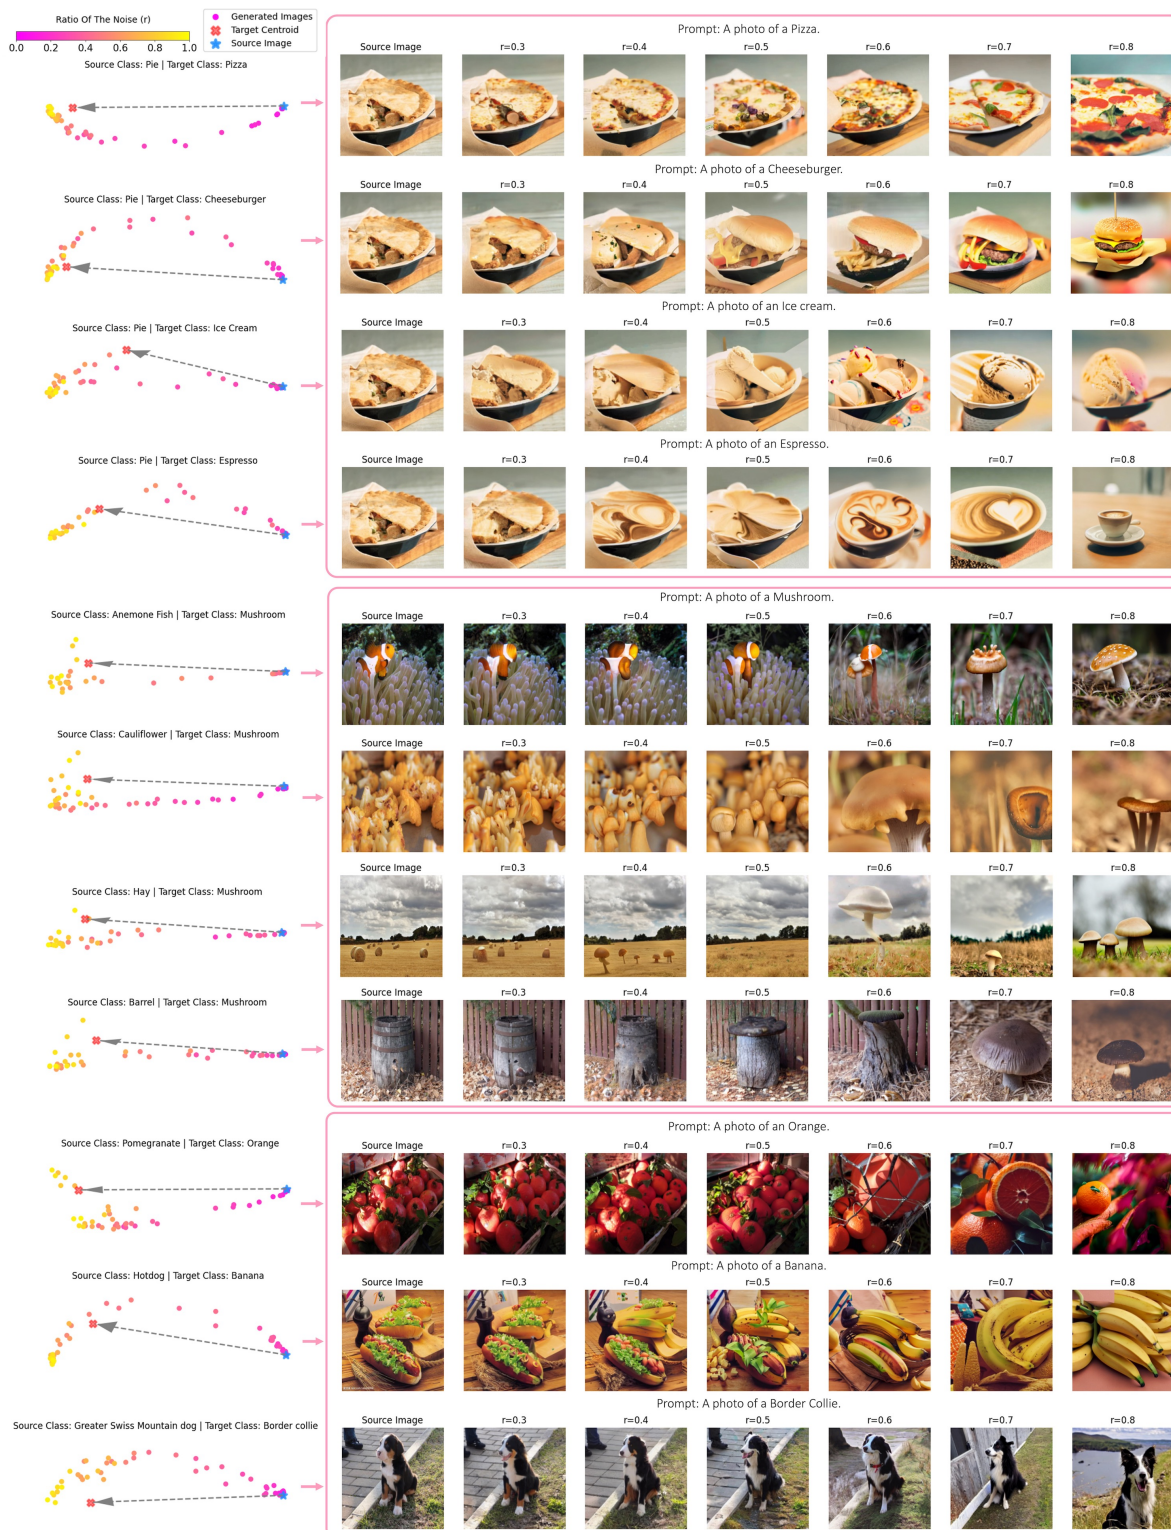 Ratio Of The Noise (r)
0.0 0.2 0.4 0.6 0.8 1.0
Generated Images
Target Centroid
Source Image
Source Class: Pie | Target Class: Pizza
Prompt: A photo of a Pizza.
Source Image r=0.3 r=0.4 r=0.5 r=0.6 r=0.7 r=0.8
Prompt: A photo of a Cheeseburger.
Source Class: Pie | Target Class: Cheeseburger
Source Image r=0.3 r=0.4 r=0.5 r=0.6 r=0.7 r=0.8
Prompt: A photo of an Ice cream.
Source Class: Pie | Target Class: Ice Cream
Source Image r=0.3 r=0.4 r=0.5 r=0.6 r=0.7 r=0.8
Prompt: A photo of an Espresso.
Source Class: Pie | Target Class: Espresso
Source Image r=0.3 r=0.4 r=0.5 r=0.6 r=0.7 r=0.8
Prompt: A photo of a Mushroom.
Source Class: Anemone Fish | Target Class: Mushroom
Source Image r=0.3 r=0.4 r=0.5 r=0.6 r=0.7 r=0.8
Source Class: Cauliflower | Target Class: Mushroom
Source Image r=0.3 r=0.4 r=0.5 r=0.6 r=0.7 r=0.8
Source Class: Hay | Target Class: Mushroom
Source Image r=0.3 r=0.4 r=0.5 r=0.6 r=0.7 r=0.8
Source Class: Barrel | Target Class: Mushroom
Source Image r=0.3 r=0.4 r=0.5 r=0.6 r=0.7 r=0.8
Prompt: A photo of an Orange.
Source Class: Pomegranate | Target Class: Orange
Source Image r=0.3 r=0.4 r=0.5 r=0.6 r=0.7 r=0.8
Prompt: A photo of a Banana.
Source Class: Hotdog | Target Class: Banana
Source Image r=0.3 r=0.4 r=0.5 r=0.6 r=0.7 r=0.8
Prompt: A photo of a Border Collie.
Source Class: Greater Swiss Mountain dog | Target Class: Border collie
Source Image r=0.3 r=0.4 r=0.5 r=0.6 r=0.7 r=0.8